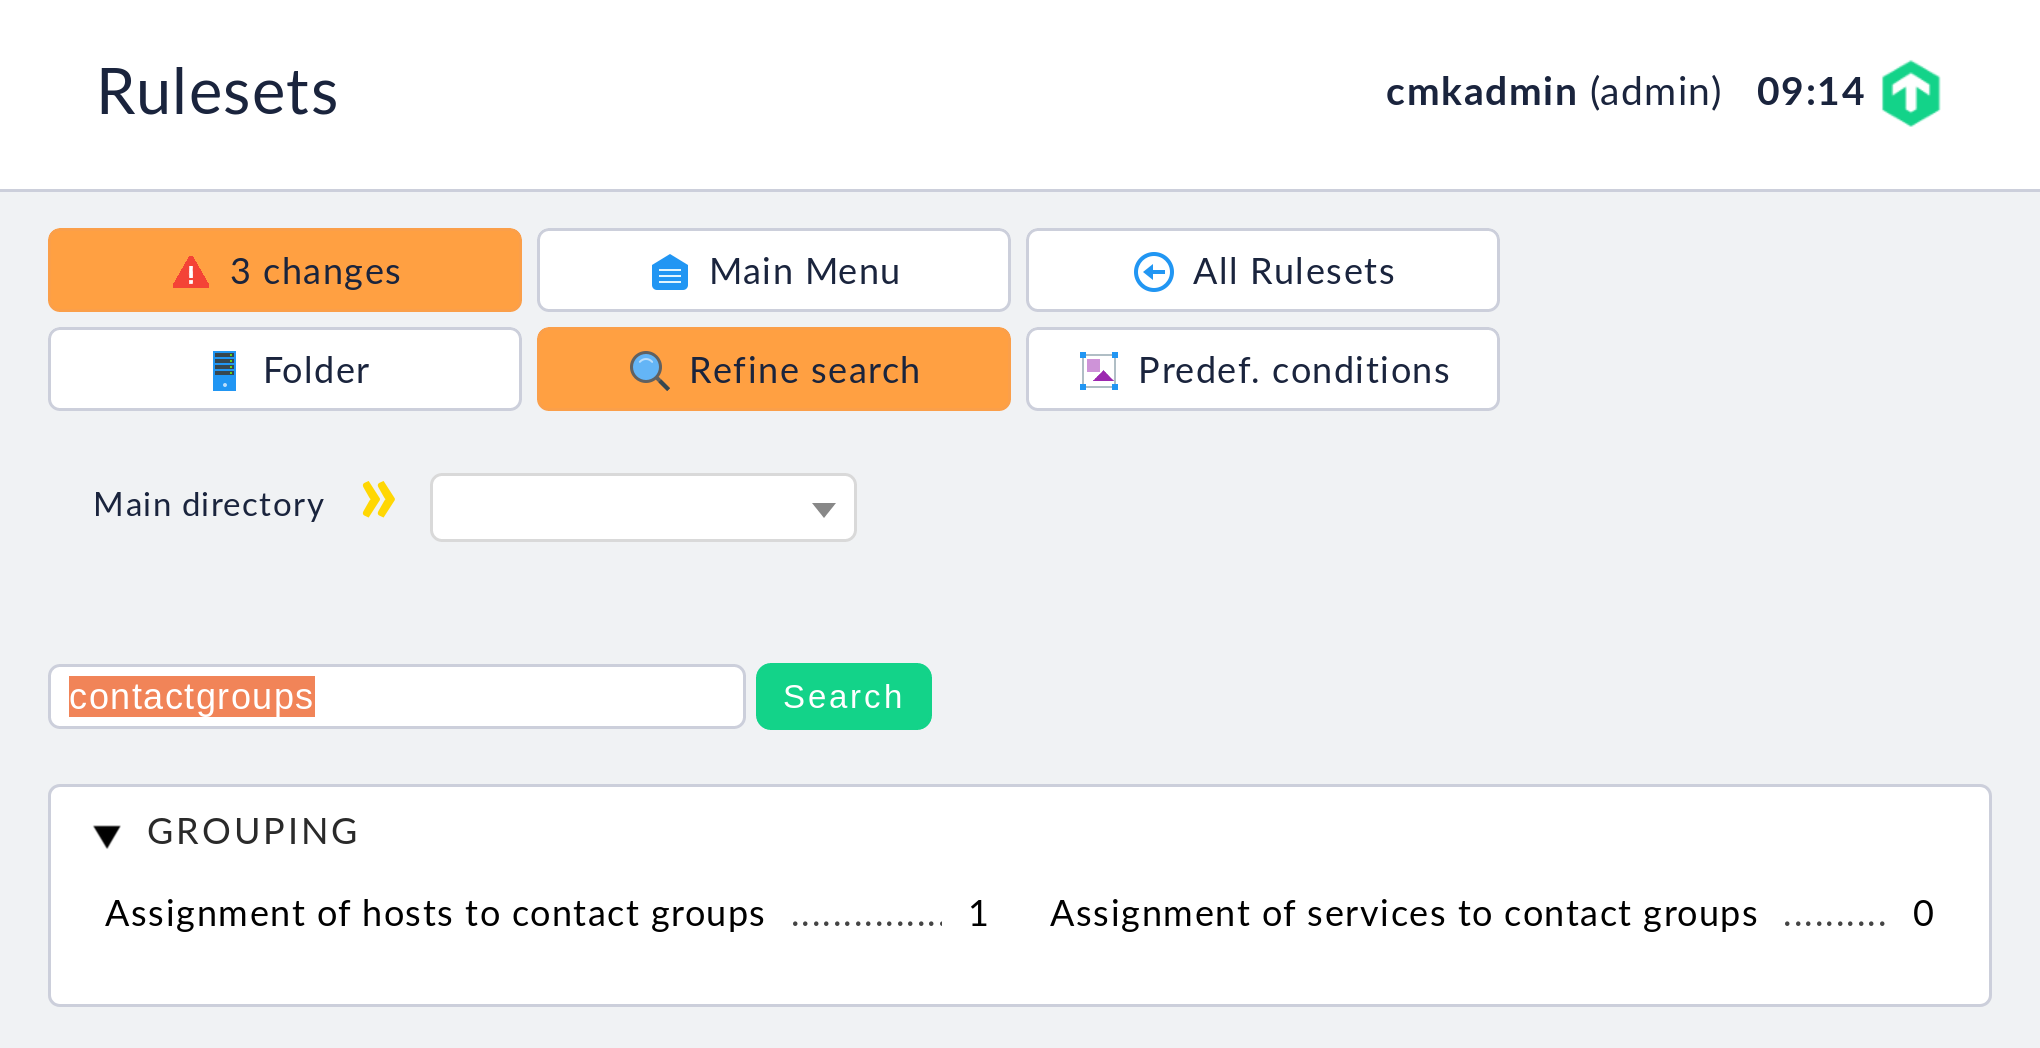 Rulesets
cmkadmin (admin) 09:14
3 changes
Main Menu
All Rulesets
Folder
Refine search
Predef. conditions
Main directory
contactgroups
Search
GROUPING
Assignment of hosts to contact groups ............... 1
Assignment of services to contact groups .......... 0